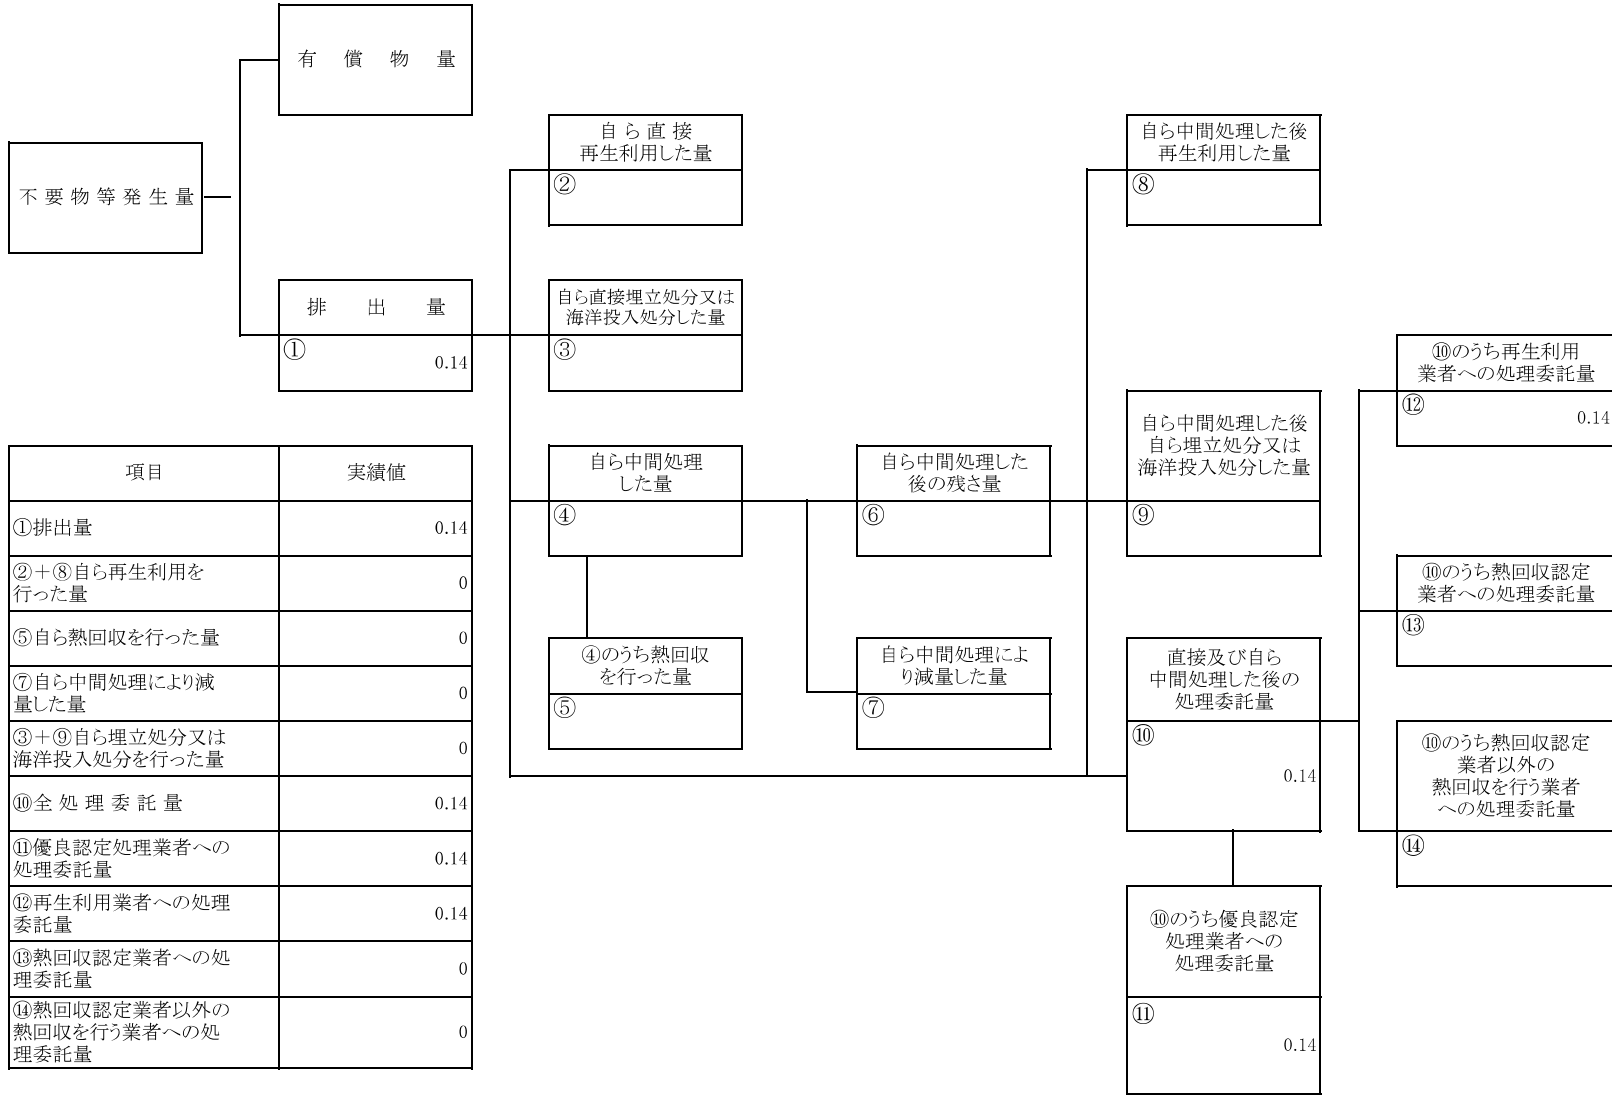 有償物量
不要物等発生量
排出量
①
0.14
自ら直接
再生利用した量
②
自ら直接埋立処分又は
海洋投入処分した量
③
自ら中間処理
した量
④
④のうち熱回収
を行った量
⑤
自ら中間処理した
後の残さ量
⑥
自ら中間処理によ
り減量した量
⑦
自ら中間処理した後
再生利用した量
⑧
自ら中間処理した後
自ら埋立処分又は
海洋投入処分した量
⑨
直接及び自ら
中間処理した後の
処理委託量
⑩
0.14
⑩のうち優良認定
処理業者への
処理委託量
⑪
0.14
⑩のうち再生利用
業者への処理委託量
⑫
0.14
⑩のうち熱回収認定
業者への処理委託量
⑬
⑩のうち熱回収認定
業者以外の
熱回収を行う業者
への処理委託量
⑭
項目 実績値
①排出量 0.14
②＋⑧自ら再生利用を
行った量 0
⑤自ら熱回収を行った量 0
⑦自ら中間処理により減
量した量 0
③＋⑨自ら埋立処分又は
海洋投入処分を行った量 0
⑩全処理委託量 0.14
⑪優良認定処理業者への
処理委託量 0.14
⑫再生利用業者への処理
委託量 0.14
⑬熱回収認定業者への処
理委託量 0
⑭熱回収認定業者以外の
熱回収を行う業者への処
理委託量 0